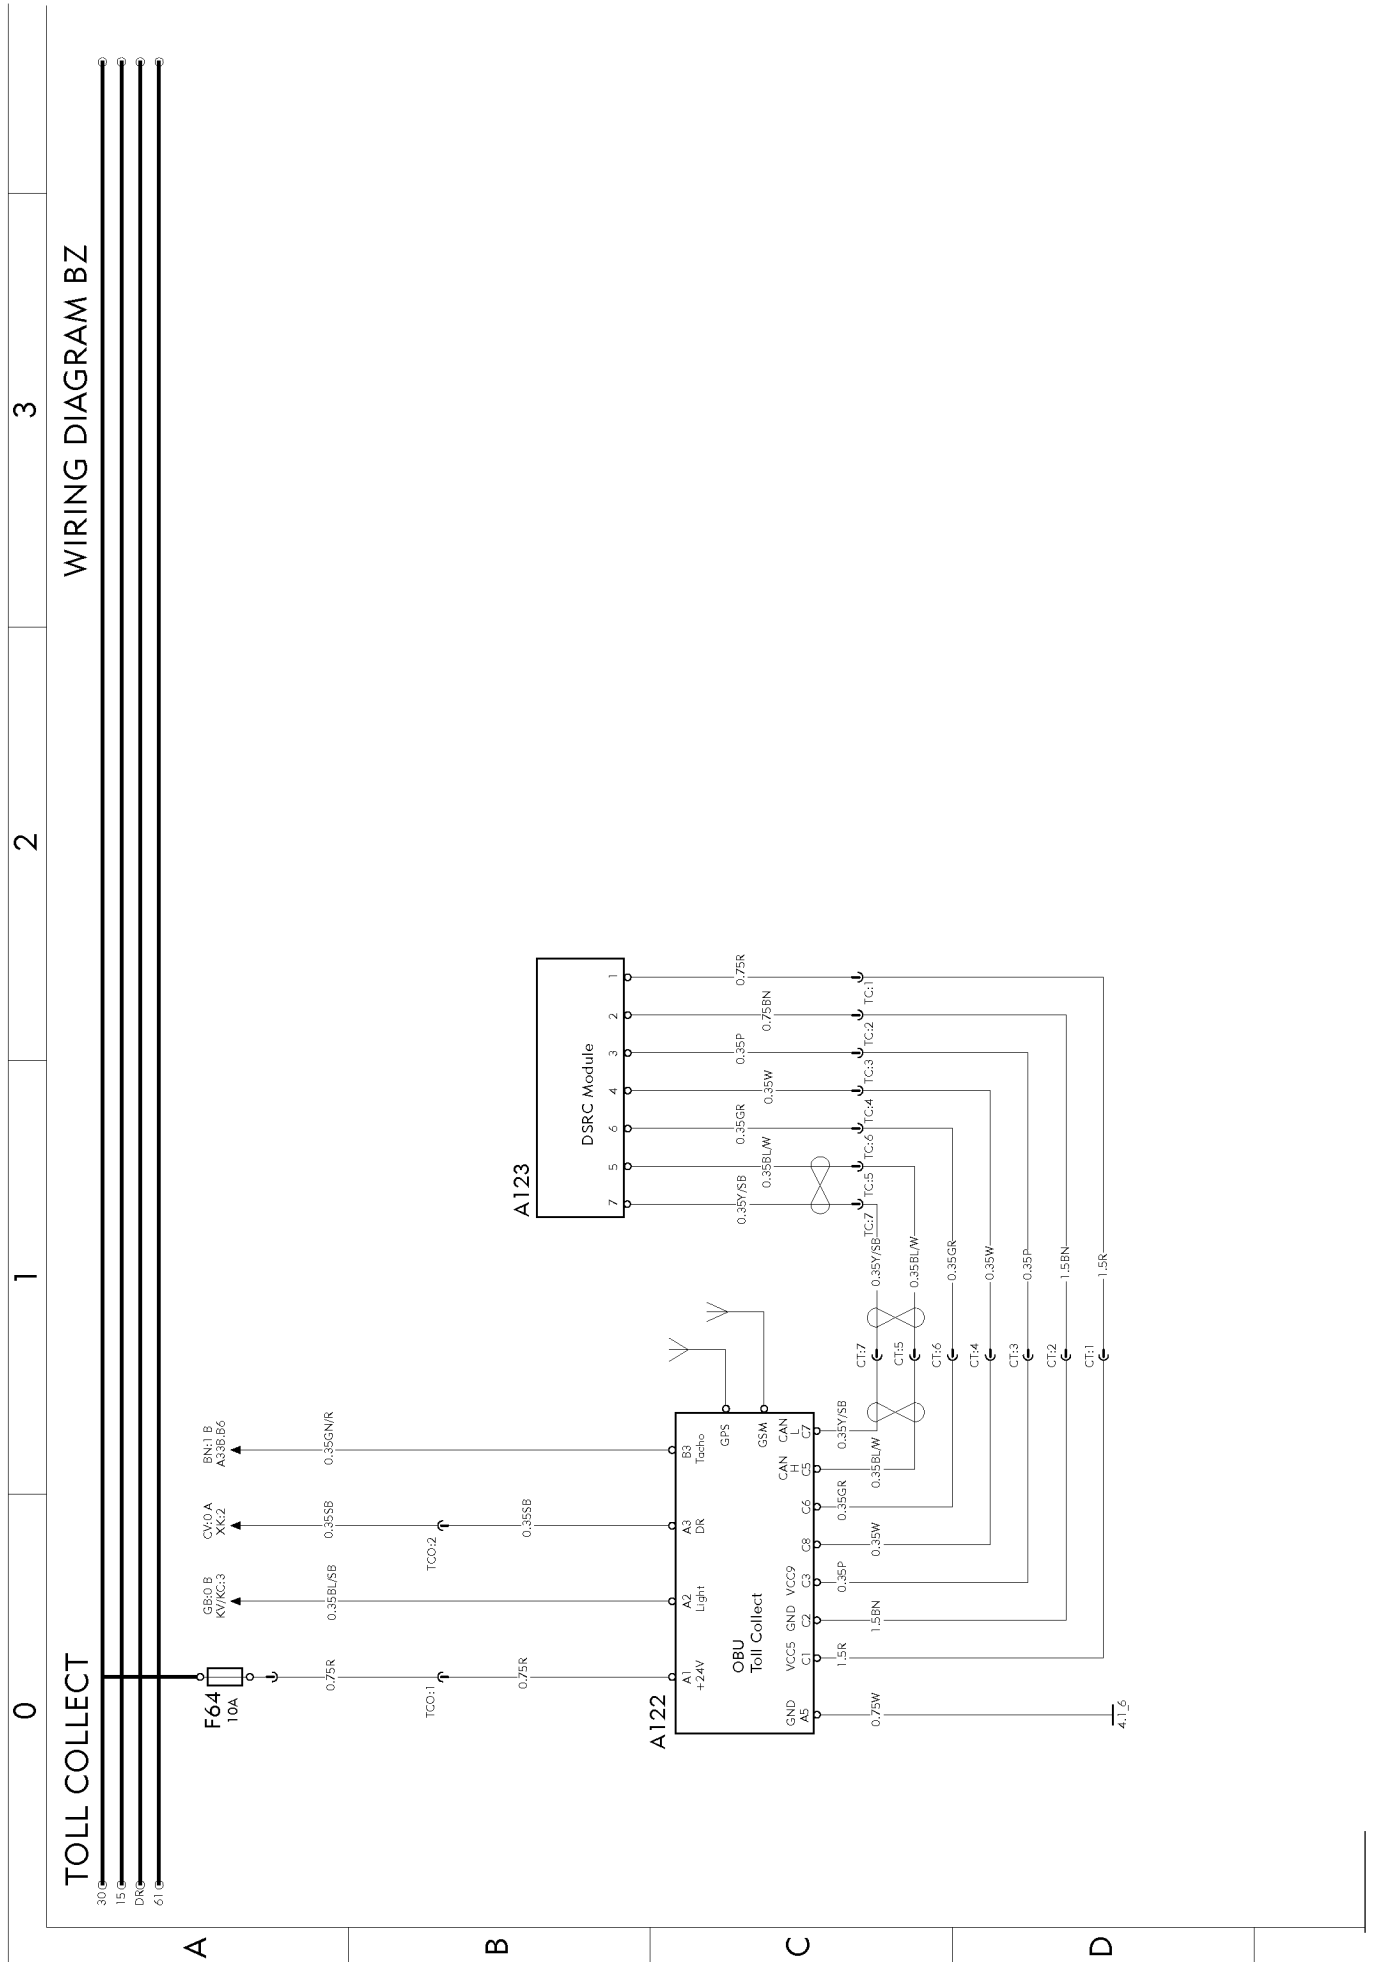 0
1
2
3
TOLL COLLECT
WIRING DIAGRAM BZ
30
15
DR
61
A
B
C
D
F64
10A
GB:0 B
KV/KC:3
CV:0 A
XK:2
BN:1 B
A33B.B6
0.75R
0.35BL/SB
0.35SB
0.35GN/R
TCO:1
TCO:2
0.75R
0.35SB
A122
A1
+24V
A2
Light
A3
DR
B3
Tacho
GPS
GSM
OBU
Toll Collect
GND
A5
VCC5
C1
GND
C2
VCC9
C3
C8
C6
CAN
H
C5
CAN
L
C7
0.75W
1.5R
1.5BN
0.35P
0.35W
0.35GR
0.35BL/W
0.35Y/SB
4.1_6
A123
DSRC Module
7
5
6
4
3
2
1
0.35Y/SB
0.35BL/W
0.35GR
0.35W
0.35P
0.75BN
0.75R
TC:7
TC:5
TC:6
TC:4
TC:3
TC:2
TC:1
CT:7
CT:5
CT:6
CT:4
CT:3
CT:2
CT:1
0.35Y/SB
0.35BL/W
0.35GR
0.35W
0.35P
1.5BN
1.5R